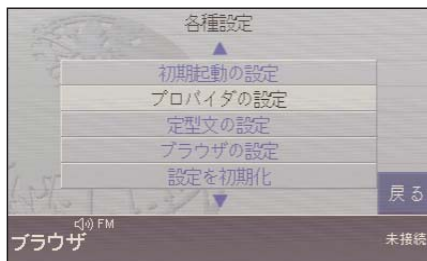 各種設定
▲
初期起動の設定
プロバイダの設定
定型文の設定
ブラウザの設定
設定を初期化
▼
戻る
FM
ブラウザ
未接続